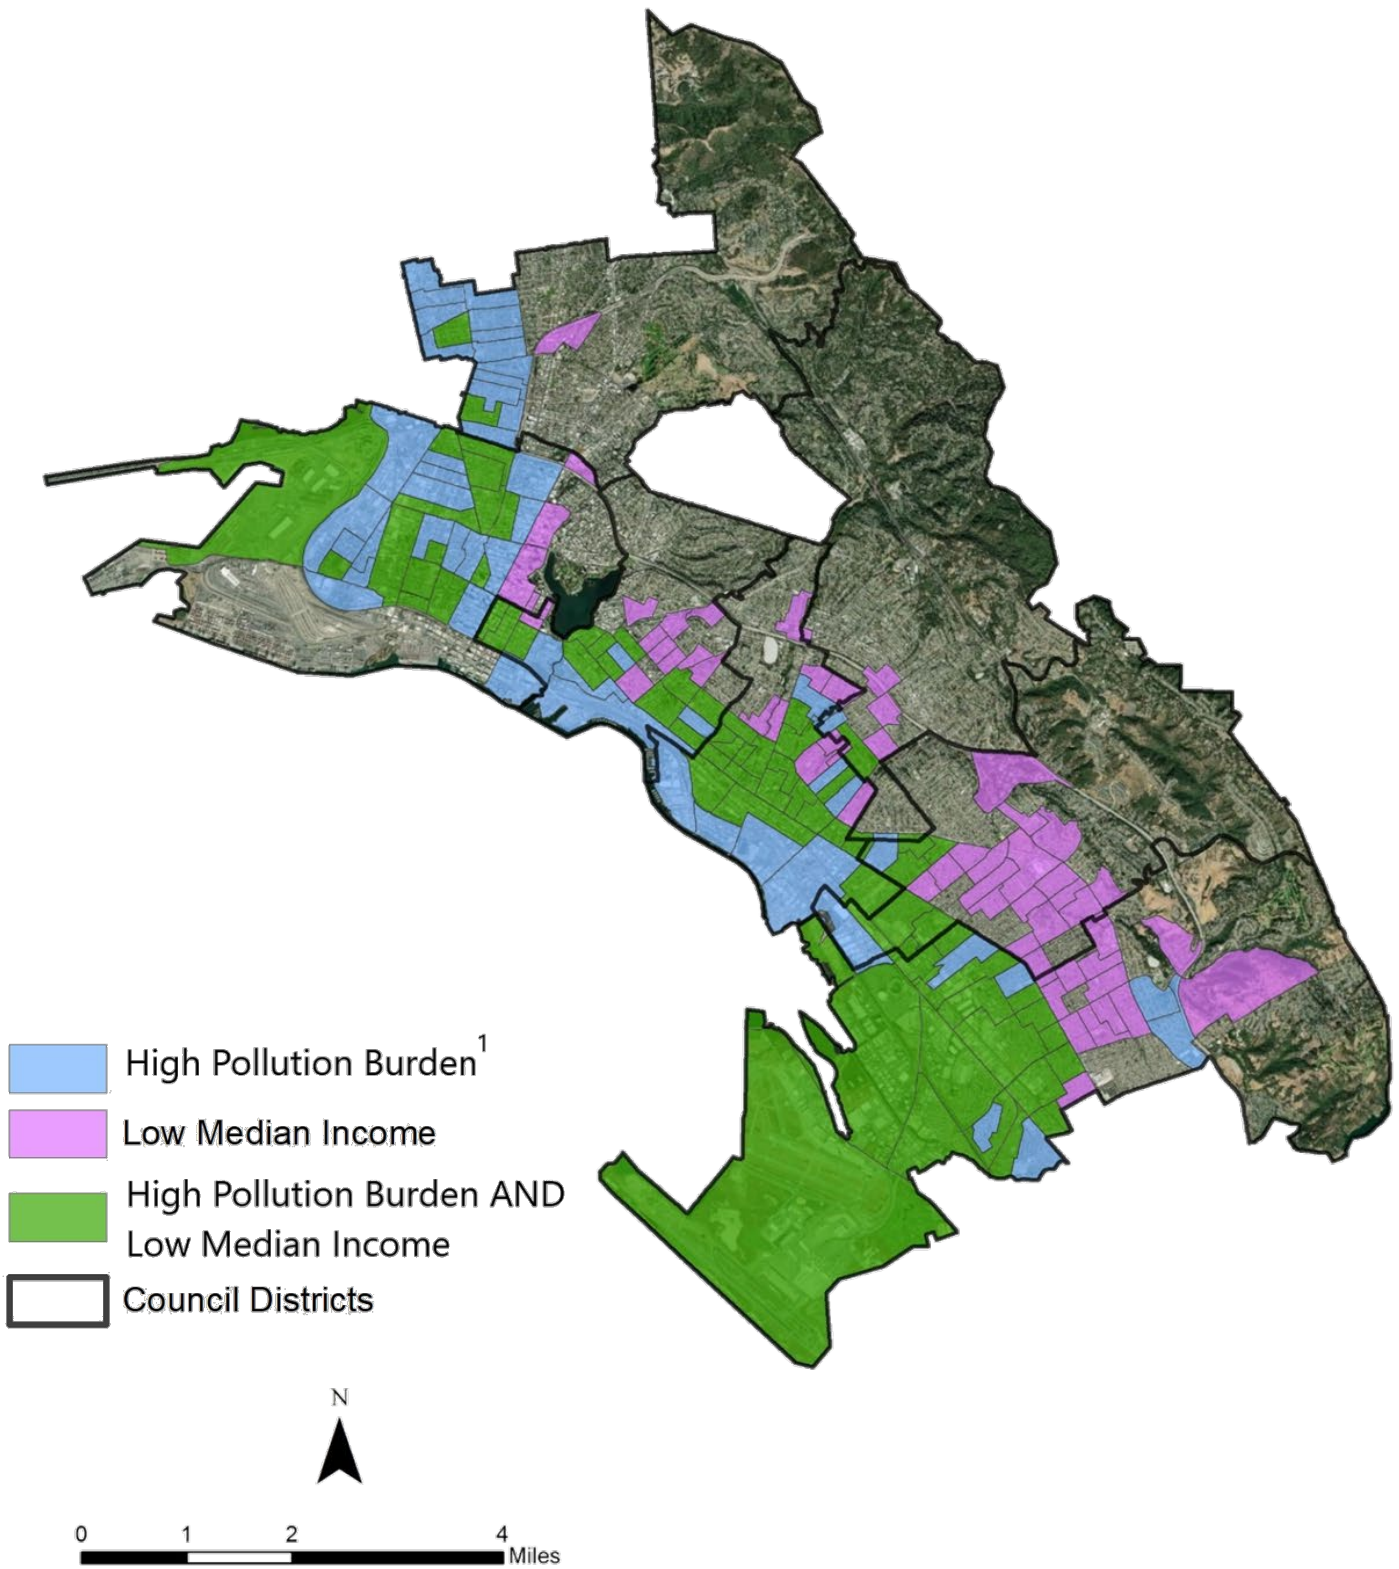 High Pollution Burden¹
Low Median Income
High Pollution Burden AND
Low Median Income
Council Districts
N
0 1 2 4
Miles